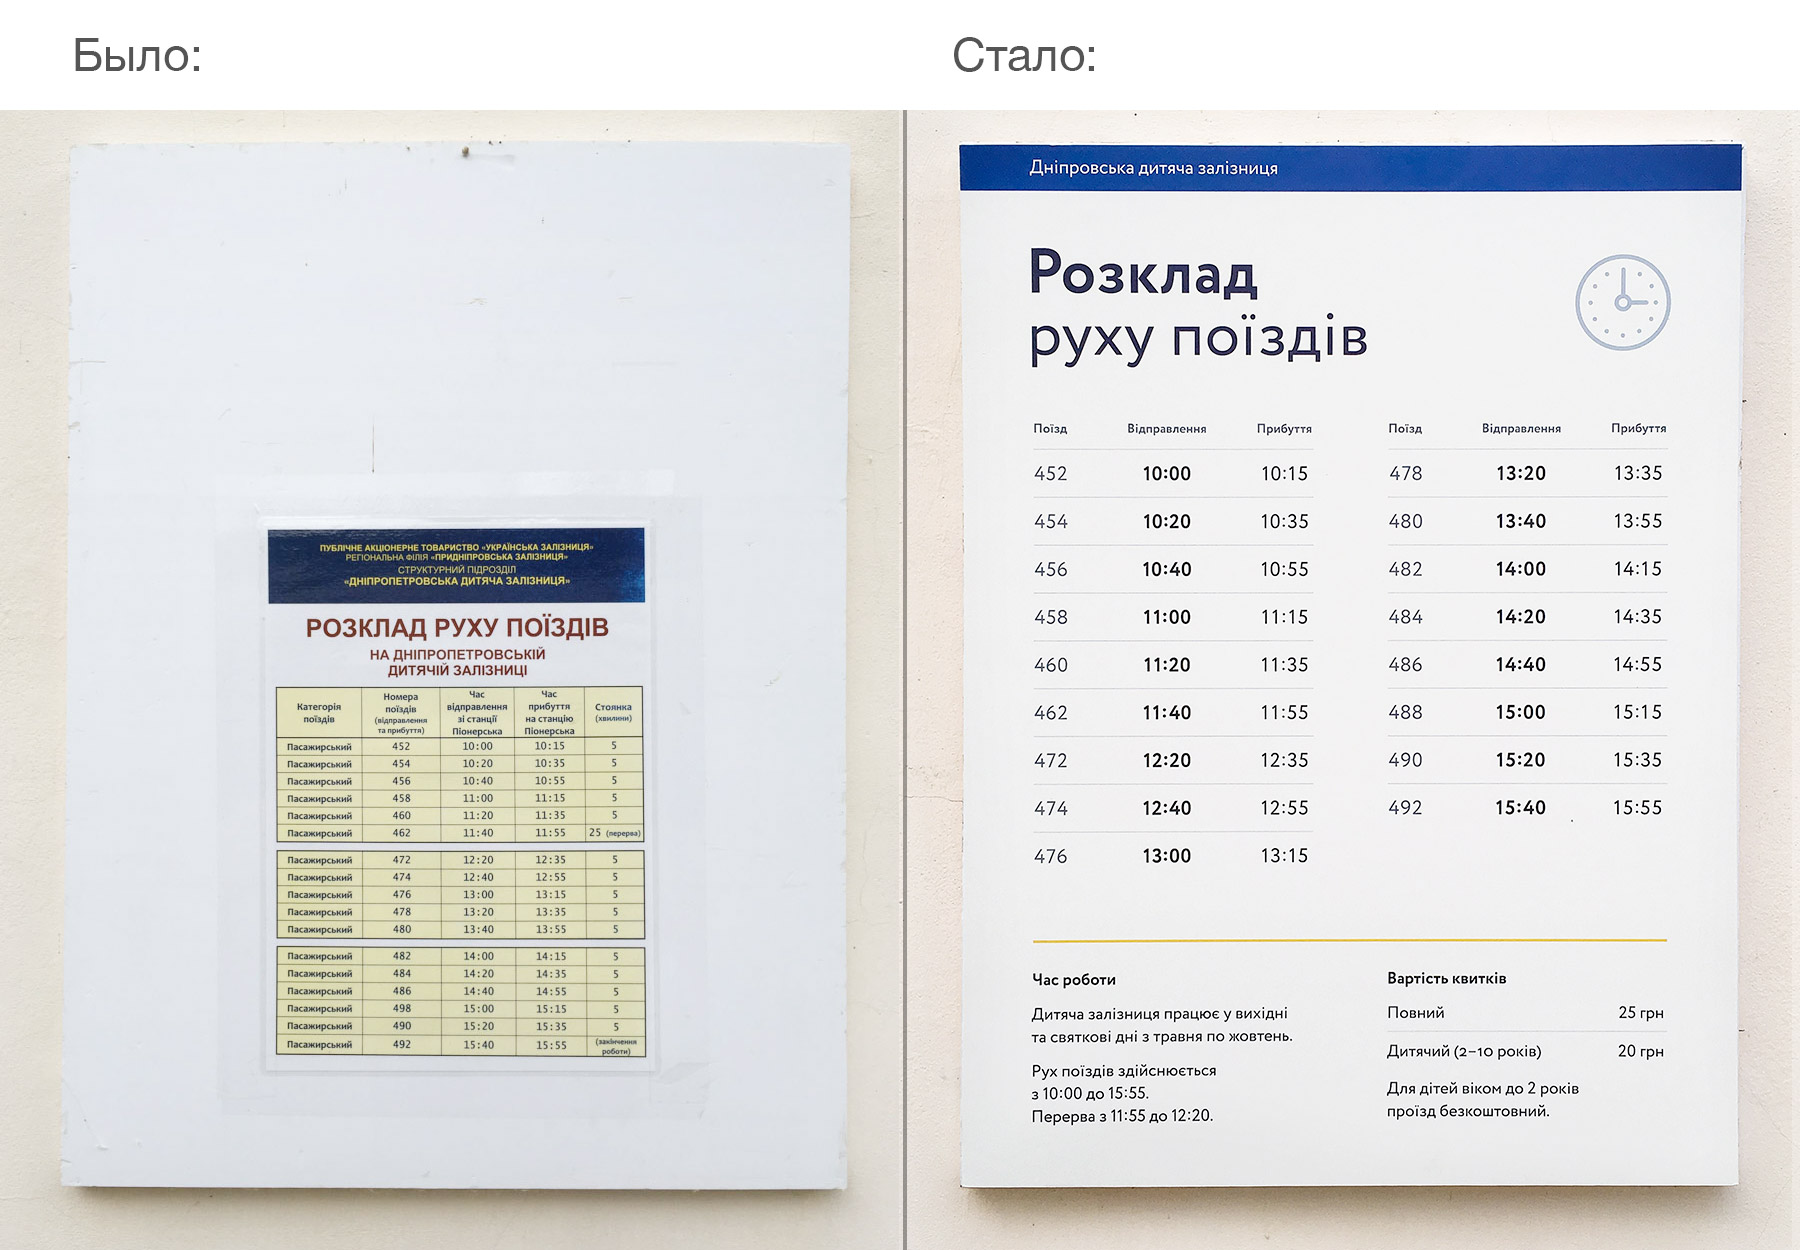 Было:
Стало:
ПУБЛІЧНЕ АКЦІОНЕРНЕ ТОВАРИСТВО «УКРАЇНСЬКА ЗАЛІЗНИЦЯ»
РЕГІОНАЛЬНА ФІЛІЯ «ПРИДНІПРОВСЬКА ЗАЛІЗНИЦЯ»
СТРУКТУРНИЙ ПІДРОЗДІЛ
«ДНІПРОПЕТРОВСЬКА ДИТЯЧА ЗАЛІЗНИЦЯ»
РОЗКЛАД РУХУ ПОЇЗДІВ
НА ДНІПРОПЕТРОВСЬКІЙ
ДИТЯЧІЙ ЗАЛІЗНИЦІ
Категорія поїздів Номера поїздів (відправлення та прибуття) Час відправлення зі станції Піонерська Час прибуття на станцію Піонерська Стоянка (хвилини)
Пасажирський 452 10:00 10:15 5
Пасажирський 454 10:20 10:35 5
Пасажирський 456 10:40 10:55 5
Пасажирський 458 11:00 11:15 5
Пасажирський 460 11:20 11:35 5
Пасажирський 462 11:40 11:55 25 (перерва)
Пасажирський 472 12:20 12:35 5
Пасажирський 474 12:40 12:55 5
Пасажирський 476 13:00 13:15 5
Пасажирський 478 13:20 13:35 5
Пасажирський 480 13:40 13:55 5
Пасажирський 482 14:00 14:15 5
Пасажирський 484 14:20 14:35 5
Пасажирський 486 14:40 14:55 5
Пасажирський 498 15:00 15:15 5
Пасажирський 490 15:20 15:35 5
Пасажирський 492 15:40 15:55 (закінчення роботи)
Дніпровська дитяча залізниця
Розклад
руху поїздів
Поїзд Відправлення Прибуття
452 10:00 10:15
454 10:20 10:35
456 10:40 10:55
458 11:00 11:15
460 11:20 11:35
462 11:40 11:55
472 12:20 12:35
474 12:40 12:55
476 13:00 13:15
Поїзд Відправлення Прибуття
478 13:20 13:35
480 13:40 13:55
482 14:00 14:15
484 14:20 14:35
486 14:40 14:55
488 15:00 15:15
490 15:20 15:35
492 15:40 15:55
Час роботи
Дитяча залізниця працює у вихідні
та святкові дні з травня по жовтень.
Рух поїздів здійснюється
з 10:00 до 15:55.
Перерва з 11:55 до 12:20.
Вартість квитків
Повний 25 грн
Дитячий (2–10 років) 20 грн
Для дітей віком до 2 років
проїзд безкоштовний.